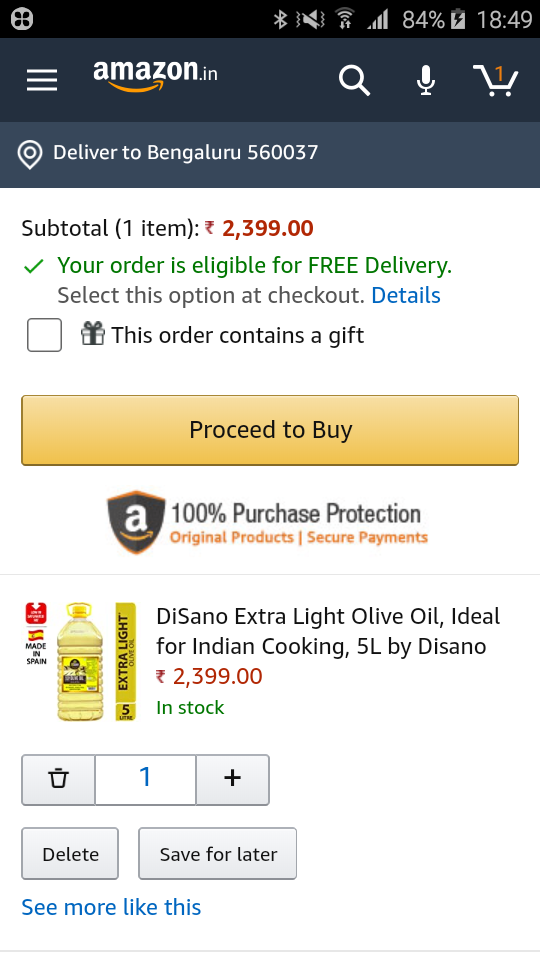 84% 18:49
amazon.in
1
Deliver to Bengaluru 560037
Subtotal (1 item): ₹ 2,399.00
Your order is eligible for FREE Delivery.
Select this option at checkout. Details
This order contains a gift
Proceed to Buy
a 100% Purchase Protection
Original Products | Secure Payments
MADE
IN
SPAIN
EXTRA LIGHT
OLIVE OIL
5
LITRE
DiSano Extra Light Olive Oil, Ideal
for Indian Cooking, 5L by Disano
₹ 2,399.00
In stock
1 +
Delete Save for later
See more like this